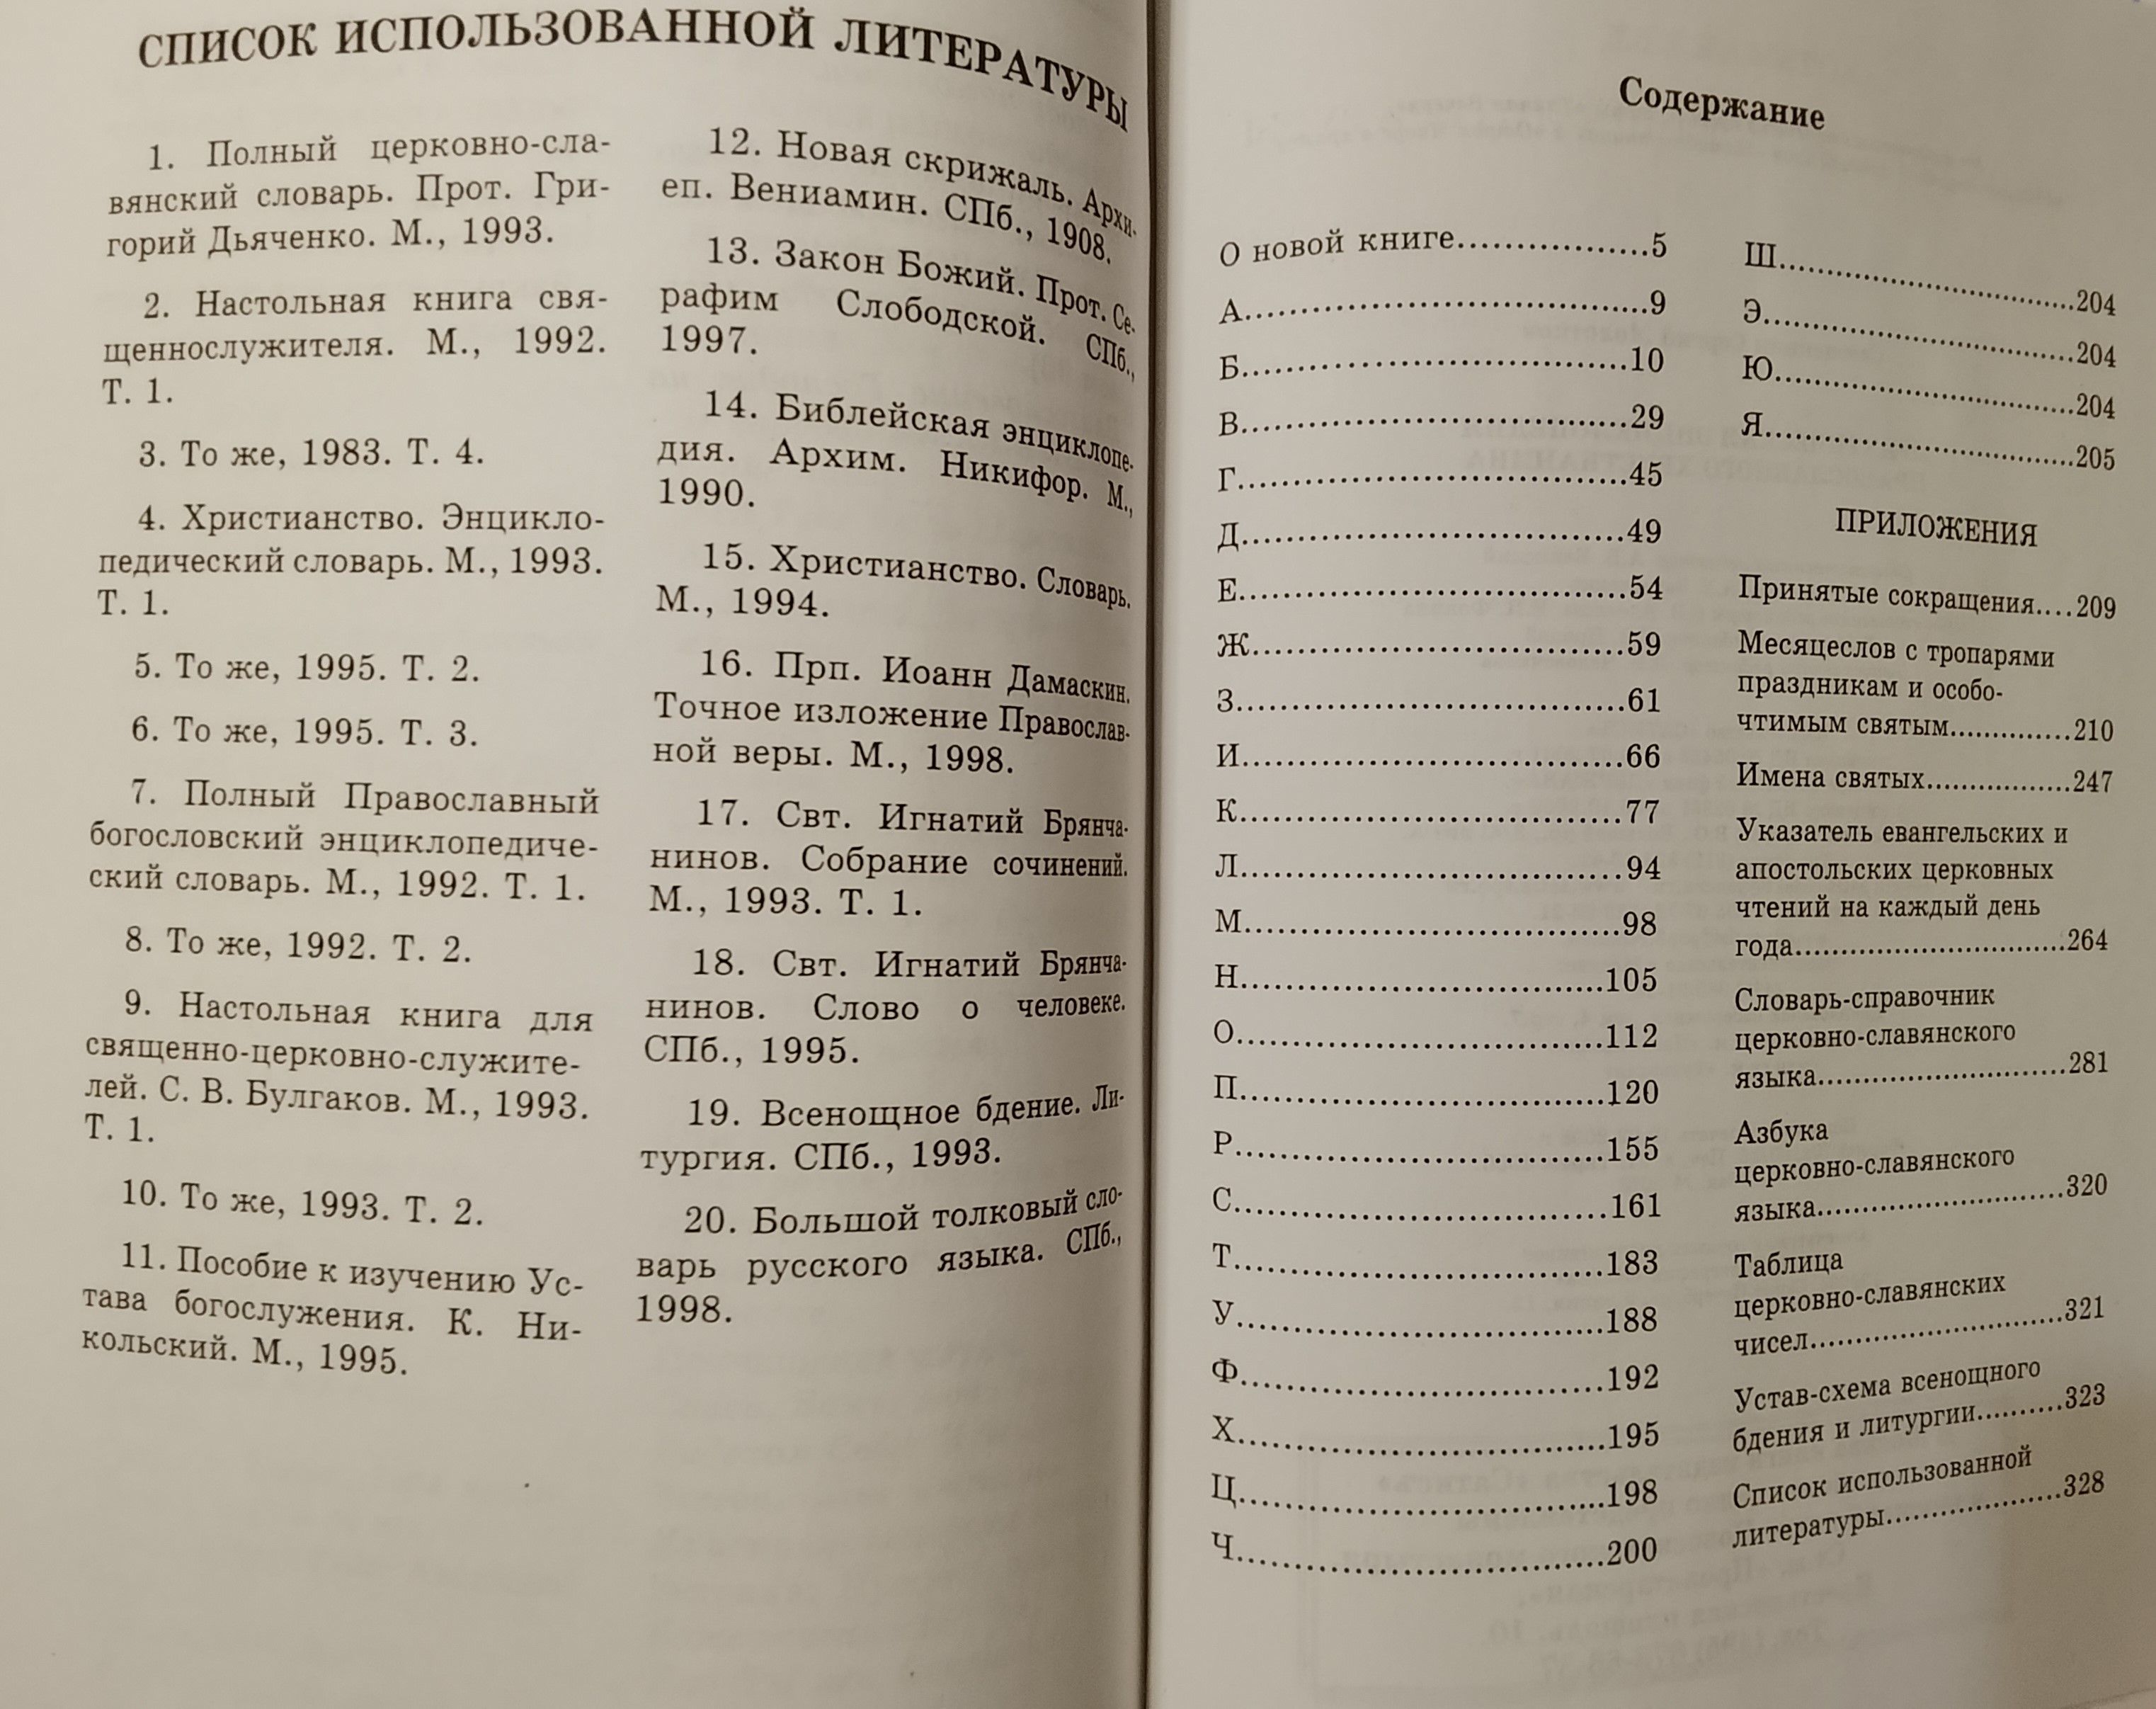 СПИСОК ИСПОЛЬЗОВАННОЙ ЛИТЕРАТУРЫ
1. Полный церковно-сла-
вянский словарь. Прот. Гри-
горий Дьяченко. М., 1993.
2. Настольная книга свя-
щеннослужителя. М., 1992.
Т. 1.
3. То же, 1983. Т. 4.
4. Христианство. Энцикло-
педический словарь. М., 1993.
Т. 1.
5. То же, 1995. Т. 2.
6. То же, 1995. Т. 3.
7. Полный Православный
богословский энциклопедиче-
ский словарь. М., 1992. Т. 1.
8. То же, 1992. Т. 2.
9. Настольная книга для
священно-церковно-служите-
лей. С. В. Булгаков. М., 1993.
Т. 1.
10. То же, 1993. Т. 2.
11. Пособие к изучению Ус-
тава богослужения. К. Ни-
кольский. М., 1995.
12. Новая скрижаль. Архи-
еп. Вениамин. СПб., 1908.
13. Закон Божий. Прот. Се-
рафим Слободской. СПб.,
1997.
14. Библейская энциклопе-
дия. Архим. Никифор. М.,
1990.
15. Христианство. Словарь.
М., 1994.
16. Прп. Иоанн Дамаскин.
Точное изложение Православ-
ной веры. М., 1998.
17. Свт. Игнатий Брянча-
нинов. Собрание сочинений.
М., 1993. Т. 1.
18. Свт. Игнатий Брянча-
нинов. Слово о человеке.
СПб., 1995.
19. Всенощное бдение. Ли-
тургия. СПб., 1993.
20. Большой толковый сло-
варь русского языка. СПб.,
1998.
Содержание
О новой книге.................5
А.............................9
Б.............................10
В.............................29
Г.............................45
Д.............................49
Е.............................54
Ж.............................59
З.............................61
И.............................66
К.............................77
Л.............................94
М.............................98
Н.............................105
О.............................112
П.............................120
Р.............................155
С.............................161
Т.............................183
У.............................188
Ф.............................192
Х.............................195
Ц.............................198
Ч.............................200
Ш.............................204
Э.............................204
Ю.............................204
Я.............................205
ПРИЛОЖЕНИЯ
Принятые сокращения....209
Месяцеслов с тропарями
праздникам и особо-
чтимым святым..............210
Имена святых.................247
Указатель евангельских и
апостольских церковных
чтений на каждый день
года..............................264
Словарь-справочник
церковно-славянского
языка...........................281
Азбука
церковно-славянского
языка...........................320
Таблица
церковно-славянских
чисел...........................321
Устав-схема всенощного
бдения и литургии..........323
Список использованной
литературы....................328